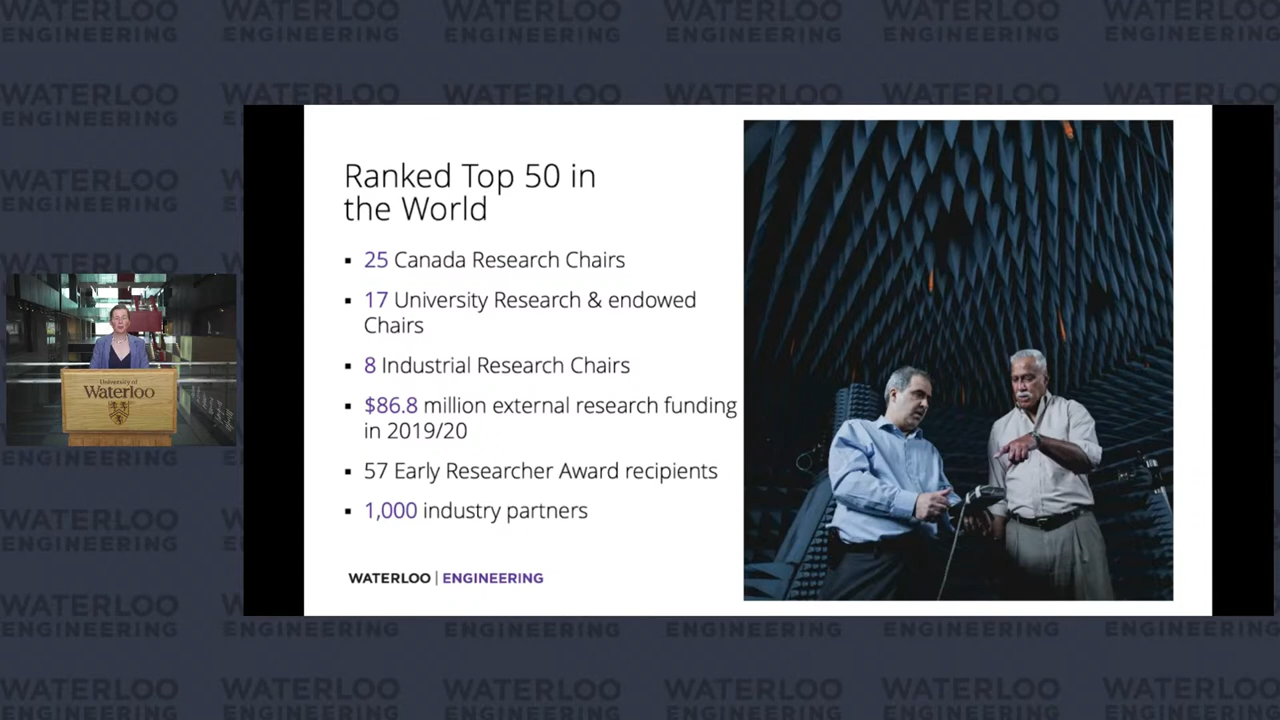 Ranked Top 50 in
the World
▪ 25 Canada Research Chairs
▪ 17 University Research & endowed
Chairs
▪ 8 Industrial Research Chairs
▪ $86.8 million external research funding
in 2019/20
▪ 57 Early Researcher Award recipients
▪ 1,000 industry partners
WATERLOO | ENGINEERING
University of
Waterloo
WATERLOO
ENGINEERING